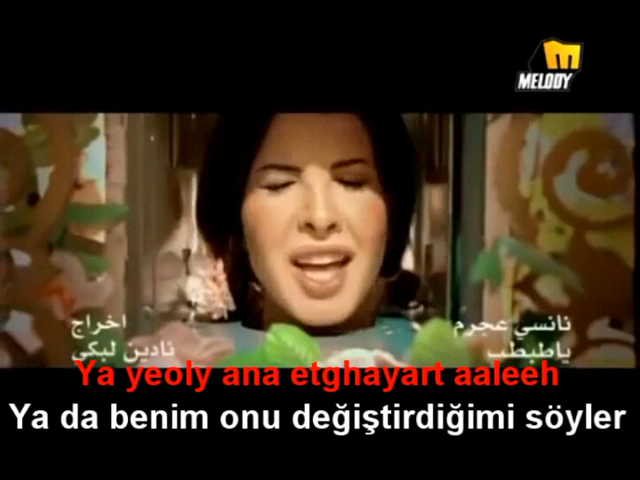 MELODY
نانسي عجرم
ياطبطب
اخراج
نادين لبكي
Ya yeoly ana etghayart aaleeh
Ya da benim onu değiştirdiğimi söyler